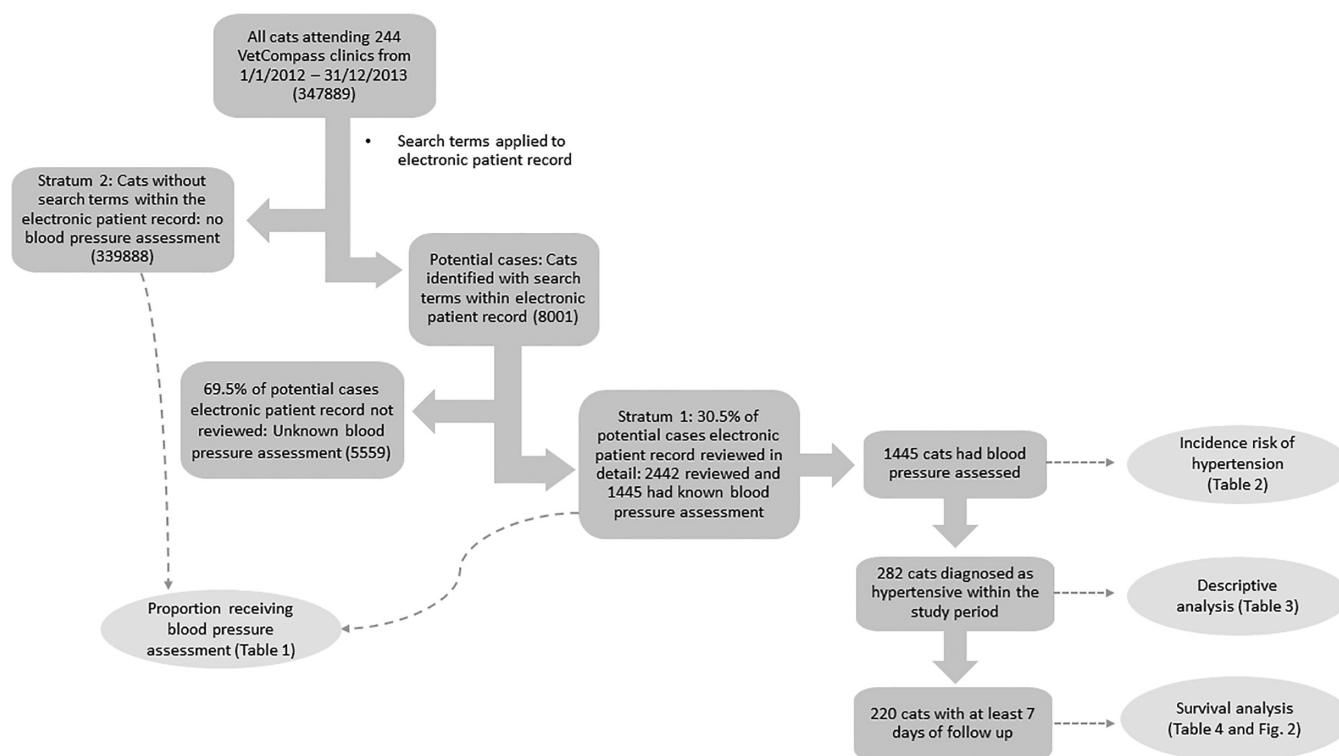 All cats attending 244
VetCompass clinics from
1/1/2012 – 31/12/2013
(347889)
• Search terms applied to
electronic patient record
Stratum 2: Cats without
search terms within the
electronic patient record: no
blood pressure assessment
(339888)
Potential cases: Cats
identified with search
terms within electronic
patient record (8001)
69.5% of potential cases
electronic patient record not
reviewed: Unknown blood
pressure assessment (5559)
Stratum 1: 30.5% of
potential cases electronic
patient record reviewed in
detail: 2442 reviewed and
1445 had known blood
pressure assessment
1445 cats had blood
pressure assessed
Incidence risk of
hypertension
(Table 2)
282 cats diagnosed as
hypertensive within the
study period
Descriptive
analysis (Table 3)
Proportion receiving
blood pressure
assessment (Table 1)
220 cats with at least 7
days of follow up
Survival analysis
(Table 4 and Fig. 2)